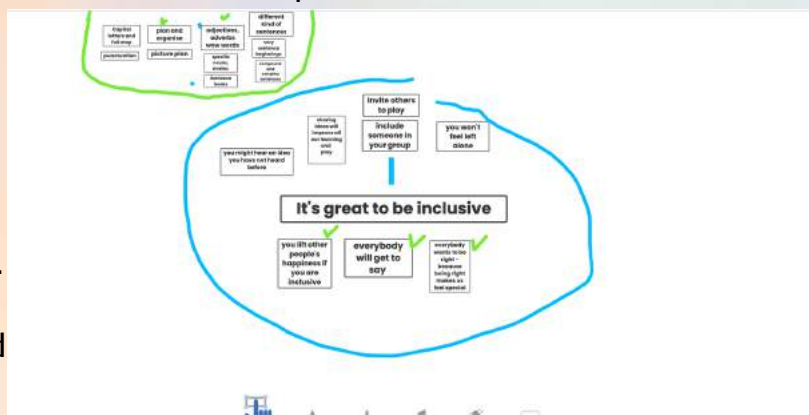 different
kind of
sentences
Capital
letters and
full stop
plan and
organise
adjectives,
adverbs
wow words
punctuation
picture plan
vary
sentence
beginnings
specific
nouns,
compound
and
complex
sentences
invite others
to play
sharing
ideas will
improve all
our learning
and
play
include
someone in
your group
you won't
feel left
alone
you might hear an idea
you have not heard
before
It's great to be inclusive
you lift other
people's
happiness if
you are
inclusive
everybody
will get to
say
everybody
wants to be
right -
because
being right
makes us
feel special